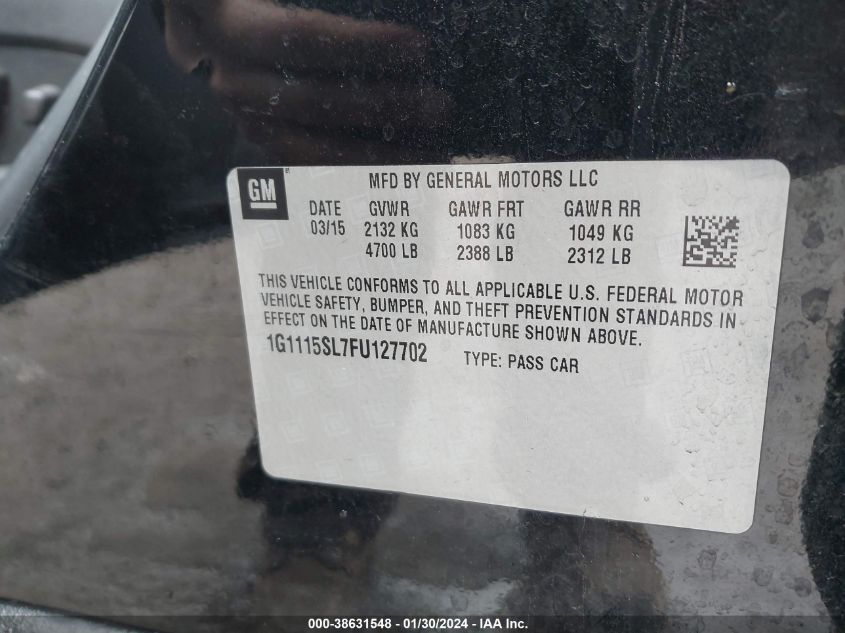 GM
MFD BY GENERAL MOTORS LLC
DATE GVWR GAWR FRT GAWR RR
03/15 2132 KG 1083 KG 1049 KG
4700 LB 2388 LB 2312 LB
THIS VEHICLE CONFORMS TO ALL APPLICABLE U.S. FEDERAL MOTOR
VEHICLE SAFETY, BUMPER, AND THEFT PREVENTION STANDARDS IN
EFFECT ON THE DATE OF MANUFACTURE SHOWN ABOVE.
1G1115SL7FU127702 TYPE: PASS CAR
000-38631548 - 01/30/2024 - IAA Inc.